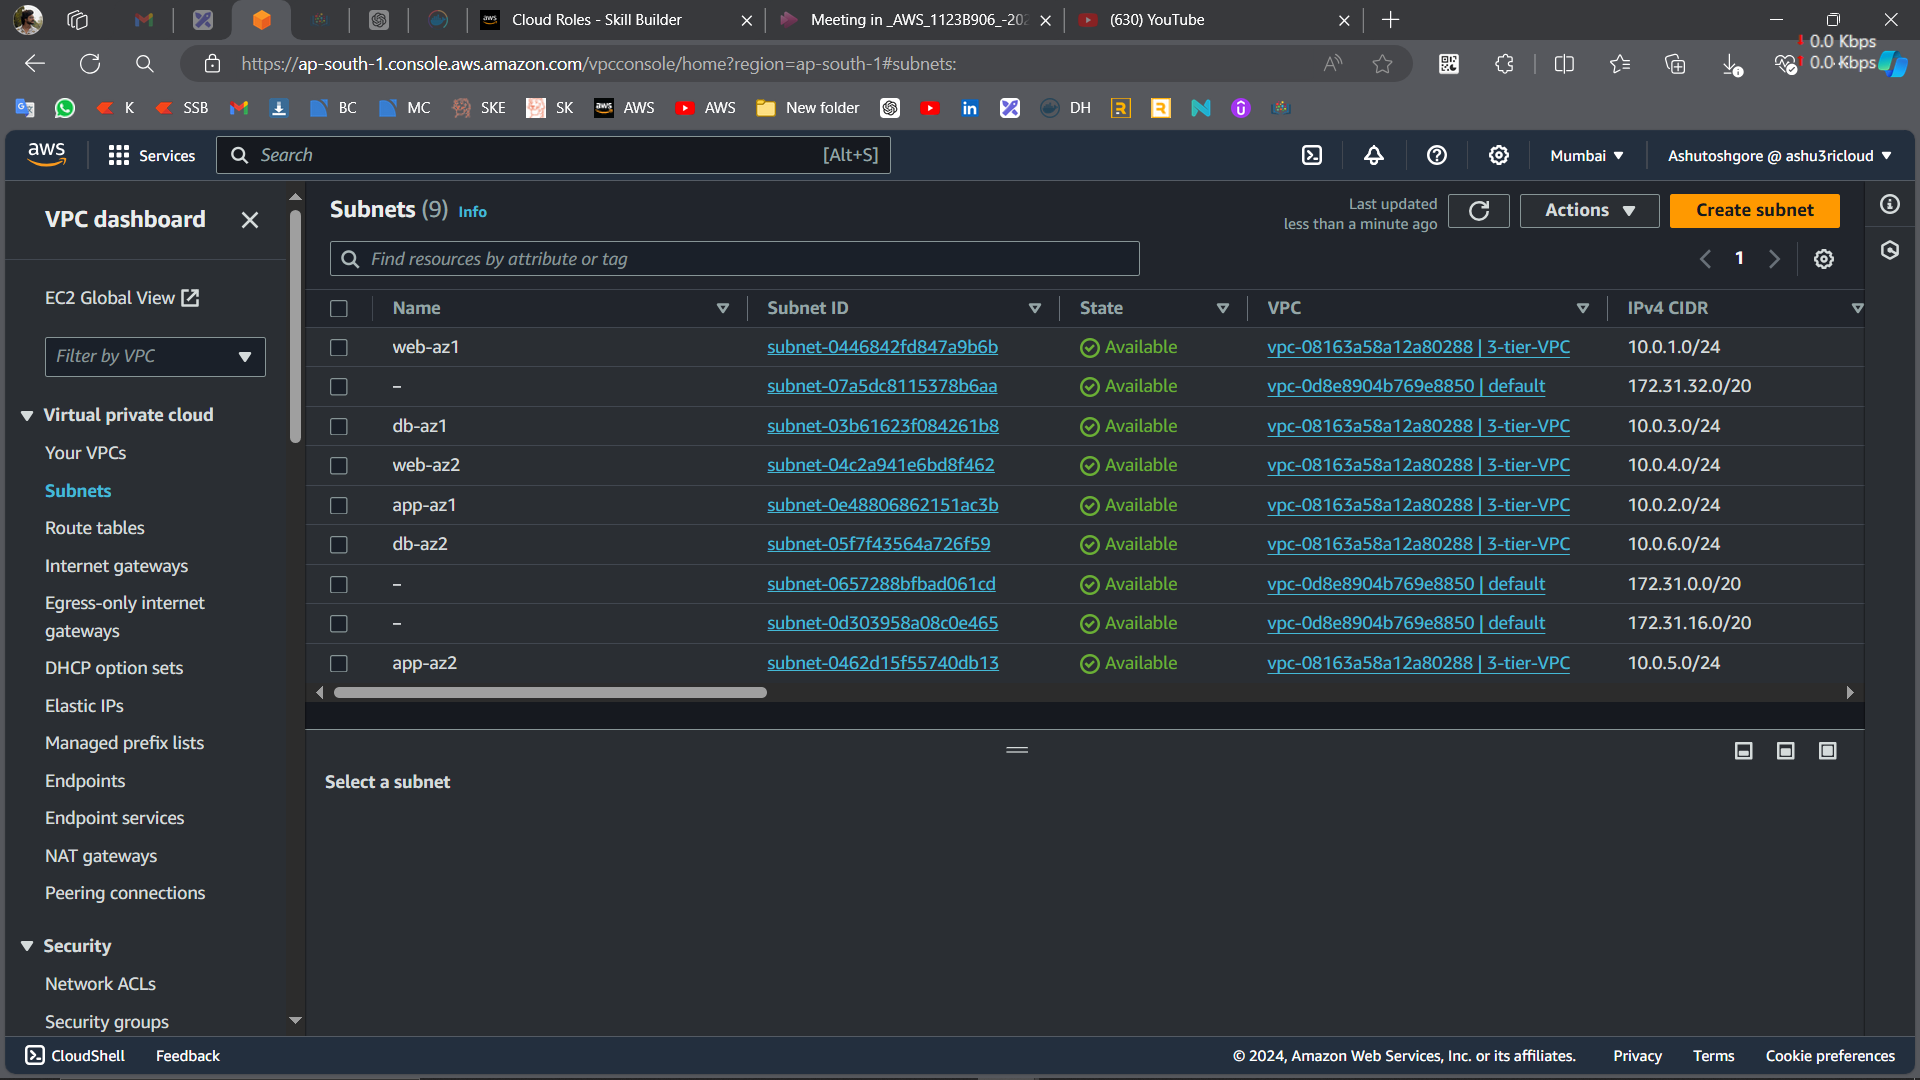 Cloud Roles - Skill Builder
Meeting in _AWS_1123B906_-202
(630) YouTube
0.0 Kbps
0.0 Kbps
https://ap-south-1.console.aws.amazon.com/vpcconsole/home?region=ap-south-1#subnets:
K SSB BC MC SKE SK AWS AWS New folder DH
aws Services Search [Alt+S] Mumbai Ashutoshgore @ ashu3ricloud
VPC dashboard
EC2 Global View
Filter by VPC
Virtual private cloud
Your VPCs
Subnets
Route tables
Internet gateways
Egress-only internet
gateways
DHCP option sets
Elastic IPs
Managed prefix lists
Endpoints
Endpoint services
NAT gateways
Peering connections
Security
Network ACLs
Security groups
Subnets (9) Info
Last updated
less than a minute ago
Actions
Create subnet
Find resources by attribute or tag
1
Name Subnet ID State VPC IPv4 CIDR
web-az1 subnet-0446842fd847a9b6b Available vpc-08163a58a12a80288 | 3-tier-VPC 10.0.1.0/24
– subnet-07a5dc8115378b6aa Available vpc-0d8e8904b769e8850 | default 172.31.32.0/20
db-az1 subnet-03b61623f084261b8 Available vpc-08163a58a12a80288 | 3-tier-VPC 10.0.3.0/24
web-az2 subnet-04c2a941e6bd8f462 Available vpc-08163a58a12a80288 | 3-tier-VPC 10.0.4.0/24
app-az1 subnet-0e48806862151ac3b Available vpc-08163a58a12a80288 | 3-tier-VPC 10.0.2.0/24
db-az2 subnet-05f7f43564a726f59 Available vpc-08163a58a12a80288 | 3-tier-VPC 10.0.6.0/24
– subnet-0657288bfbad061cd Available vpc-0d8e8904b769e8850 | default 172.31.0.0/20
– subnet-0d303958a08c0e465 Available vpc-0d8e8904b769e8850 | default 172.31.16.0/20
app-az2 subnet-0462d15f55740db13 Available vpc-08163a58a12a80288 | 3-tier-VPC 10.0.5.0/24
Select a subnet
CloudShell Feedback © 2024, Amazon Web Services, Inc. or its affiliates. Privacy Terms Cookie preferences